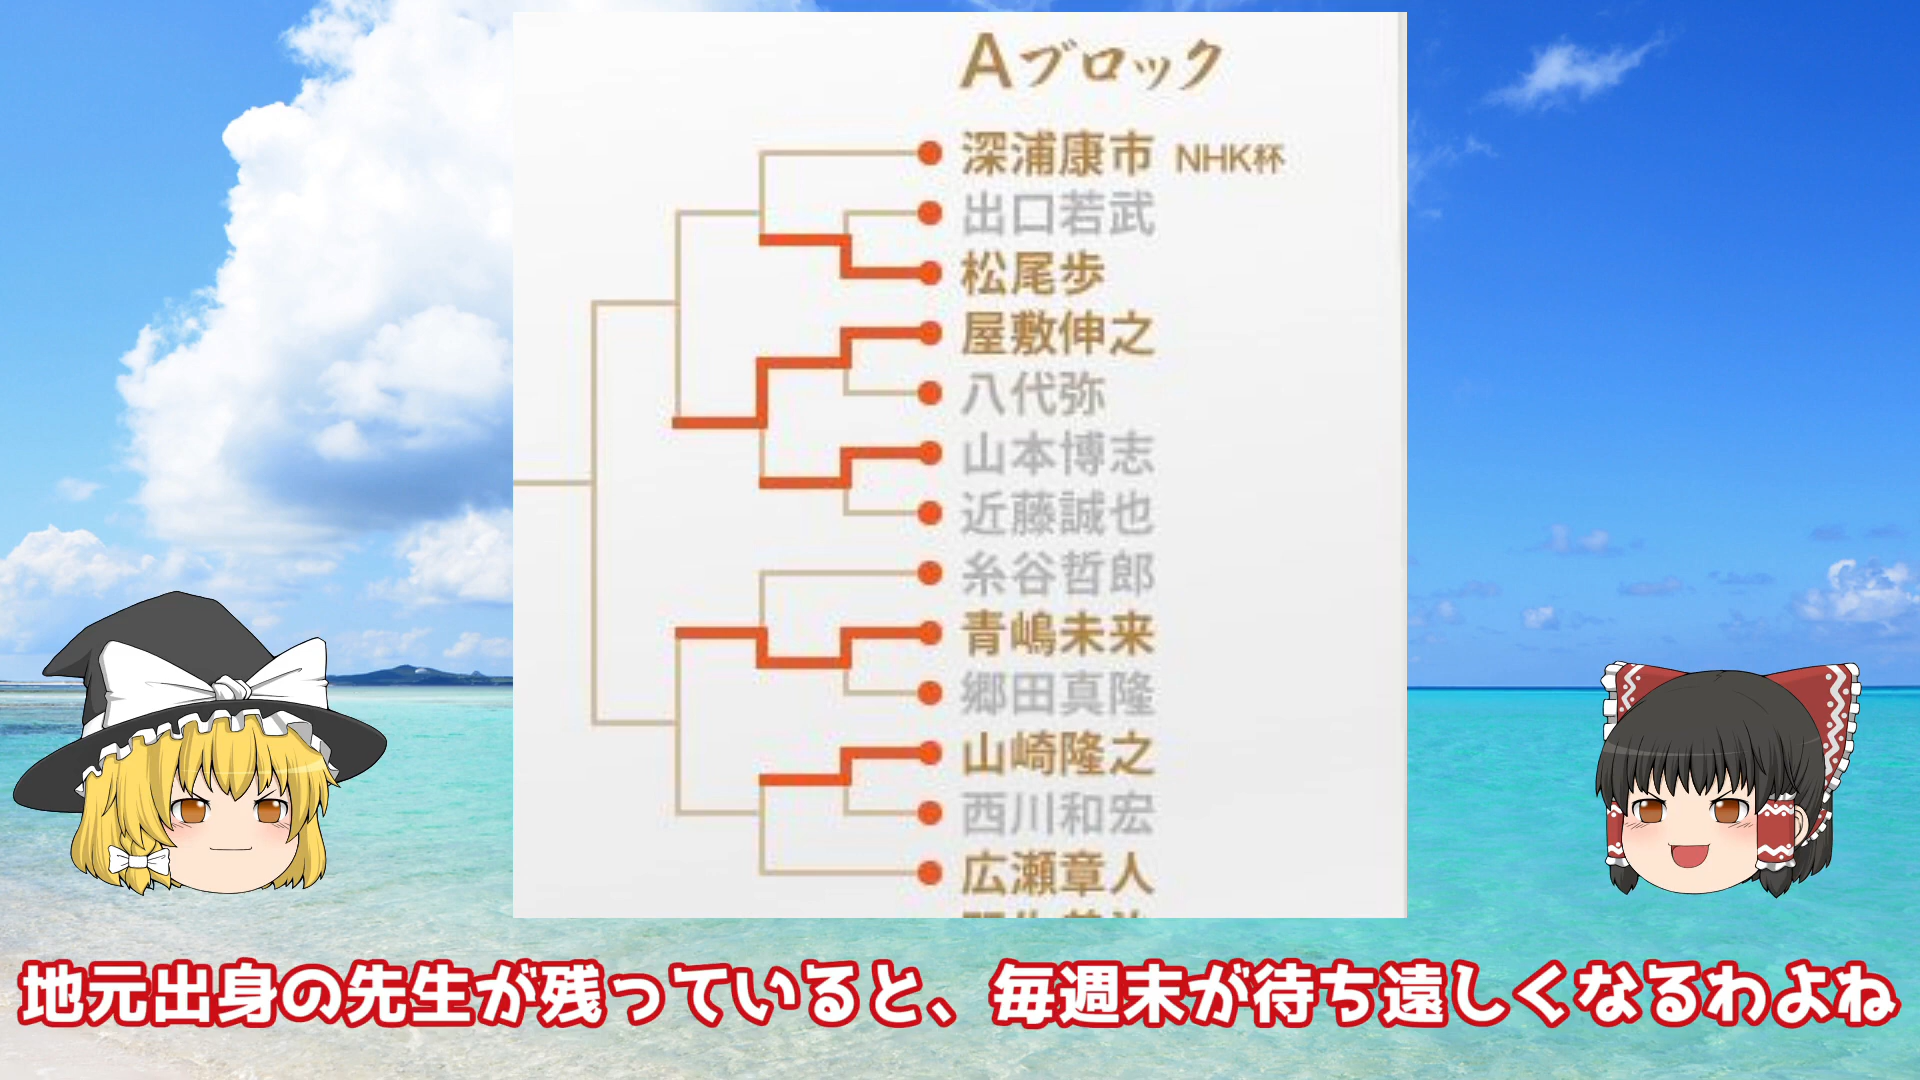 Aブロック
深浦康市 NHK杯
出口若武
松尾歩
屋敷伸之
八代弥
山本博志
近藤誠也
糸谷哲郎
青嶋未来
郷田真隆
山崎隆之
西川和宏
広瀬章人
地元出身の先生が残っていると、毎週末が待ち遠しくなるわよね